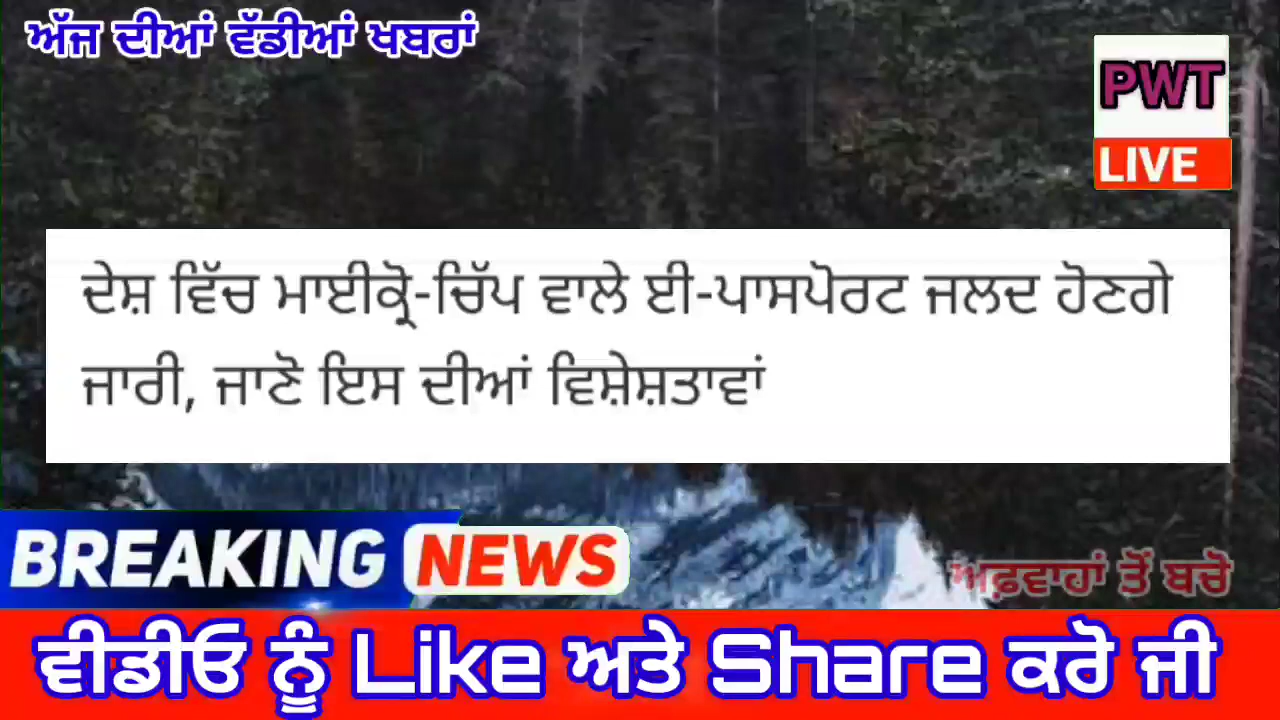 ਅੱਜ ਦੀਆਂ ਵੱਡੀਆਂ ਖਬਰਾਂ
PWT
LIVE
ਦੇਸ਼ ਵਿੱਚ ਮਾਈਕ੍ਰੋ-ਚਿੱਪ ਵਾਲੇ ਈ-ਪਾਸਪੋਰਟ ਜਲਦ ਹੋਣਗੇ
ਜਾਰੀ, ਜਾਣੋ ਇਸ ਦੀਆਂ ਵਿਸ਼ੇਸ਼ਤਾਵਾਂ
BREAKING NEWS
ਅਫ਼ਵਾਹਾਂ ਤੋਂ ਬਚੋ
ਵੀਡੀਓ ਨੂੰ Like ਅਤੇ Share ਕਰੋ ਜੀ